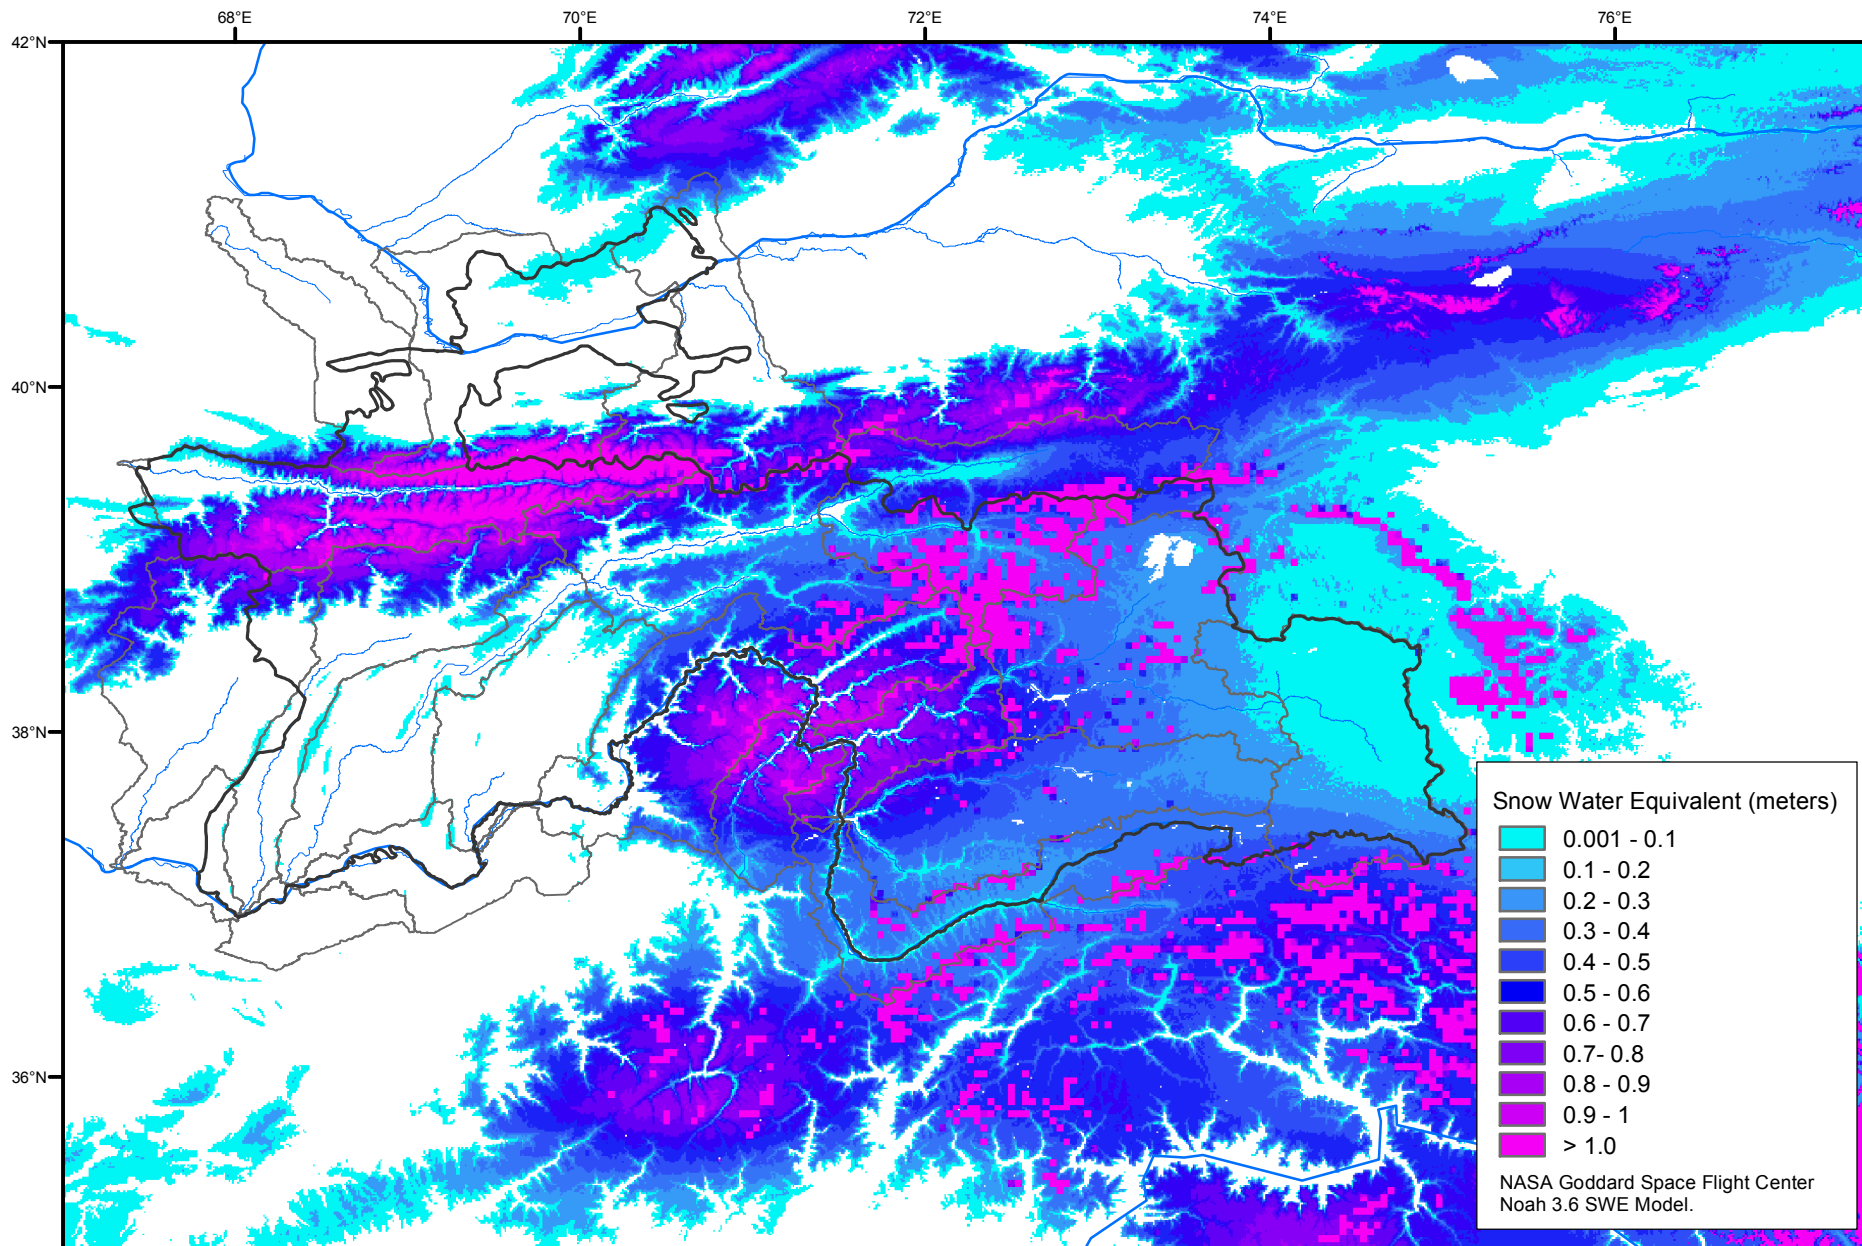 68°E 70°E 72°E 74°E 76°E
42°N
40°N
38°N
36°N
Snow Water Equivalent (meters)
0.001 - 0.1
0.1 - 0.2
0.2 - 0.3
0.3 - 0.4
0.4 - 0.5
0.5 - 0.6
0.6 - 0.7
0.7- 0.8
0.8 - 0.9
0.9 - 1
> 1.0
NASA Goddard Space Flight Center
Noah 3.6 SWE Model.